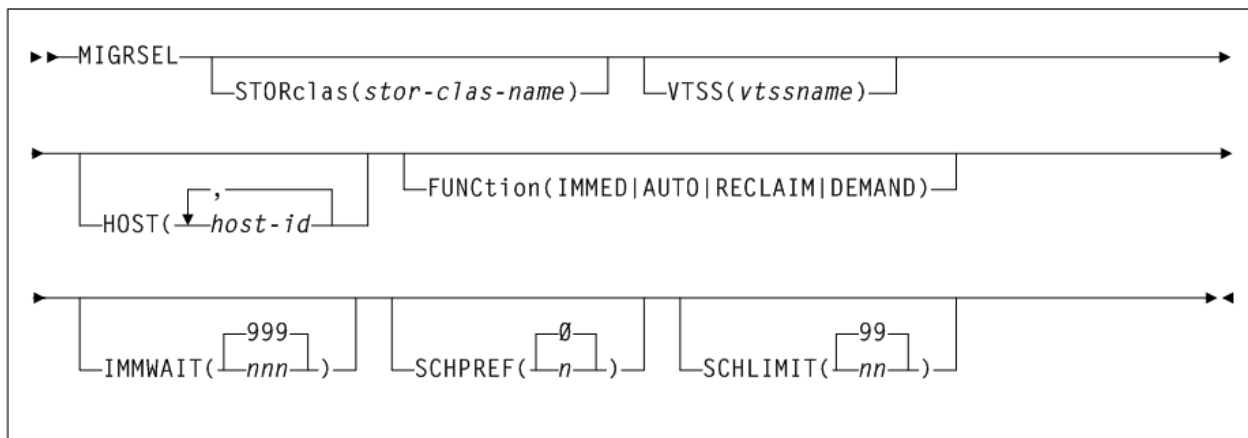 MIGRSEL
STORclas(stor-clas-name) VTSS(vtssname)
,
HOST( host-id
FUNCtion(IMMED|AUTO|RECLAIM|DEMAND)
999 Ø 99
IMMWAIT( nnn ) SCHPREF( n ) SCHLIMIT( nn )